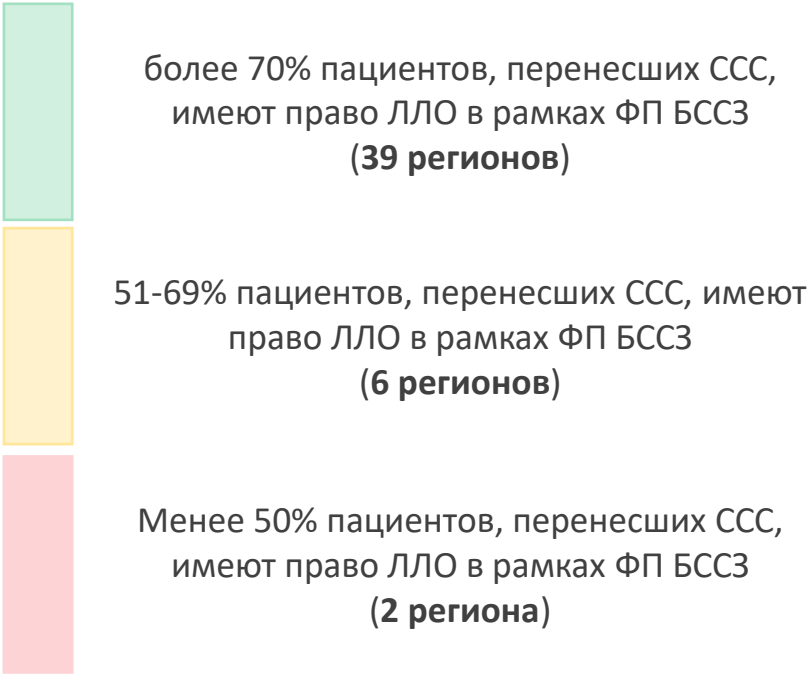 более 70% пациентов, перенесших ССС,
имеют право ЛЛО в рамках ФП БССЗ
(39 регионов)
51-69% пациентов, перенесших ССС, имеют
право ЛЛО в рамках ФП БССЗ
(6 регионов)
Менее 50% пациентов, перенесших ССС,
имеют право ЛЛО в рамках ФП БССЗ
(2 региона)